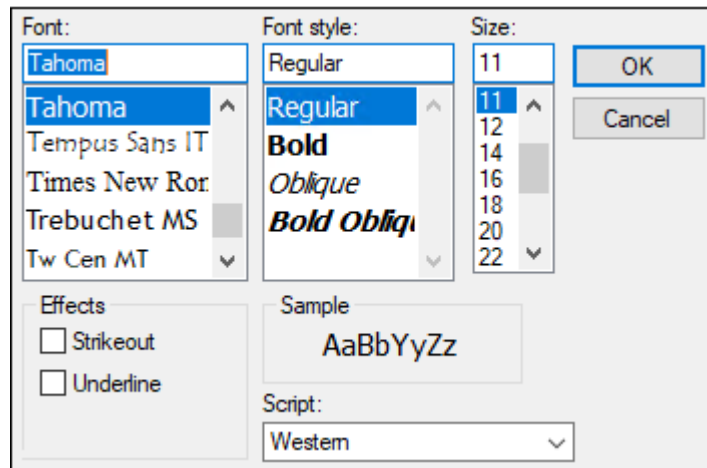 Font:
Tahoma
Tahoma
Tempus Sans IT
Times New Ror
Trebuchet MS
Tw Cen MT
Font style:
Regular
Regular
Bold
Oblique
Bold Obliqu
Size:
11
11
12
14
16
18
20
22
OK
Cancel
Effects
Strikeout
Underline
Sample
AaBbYyZz
Script:
Western